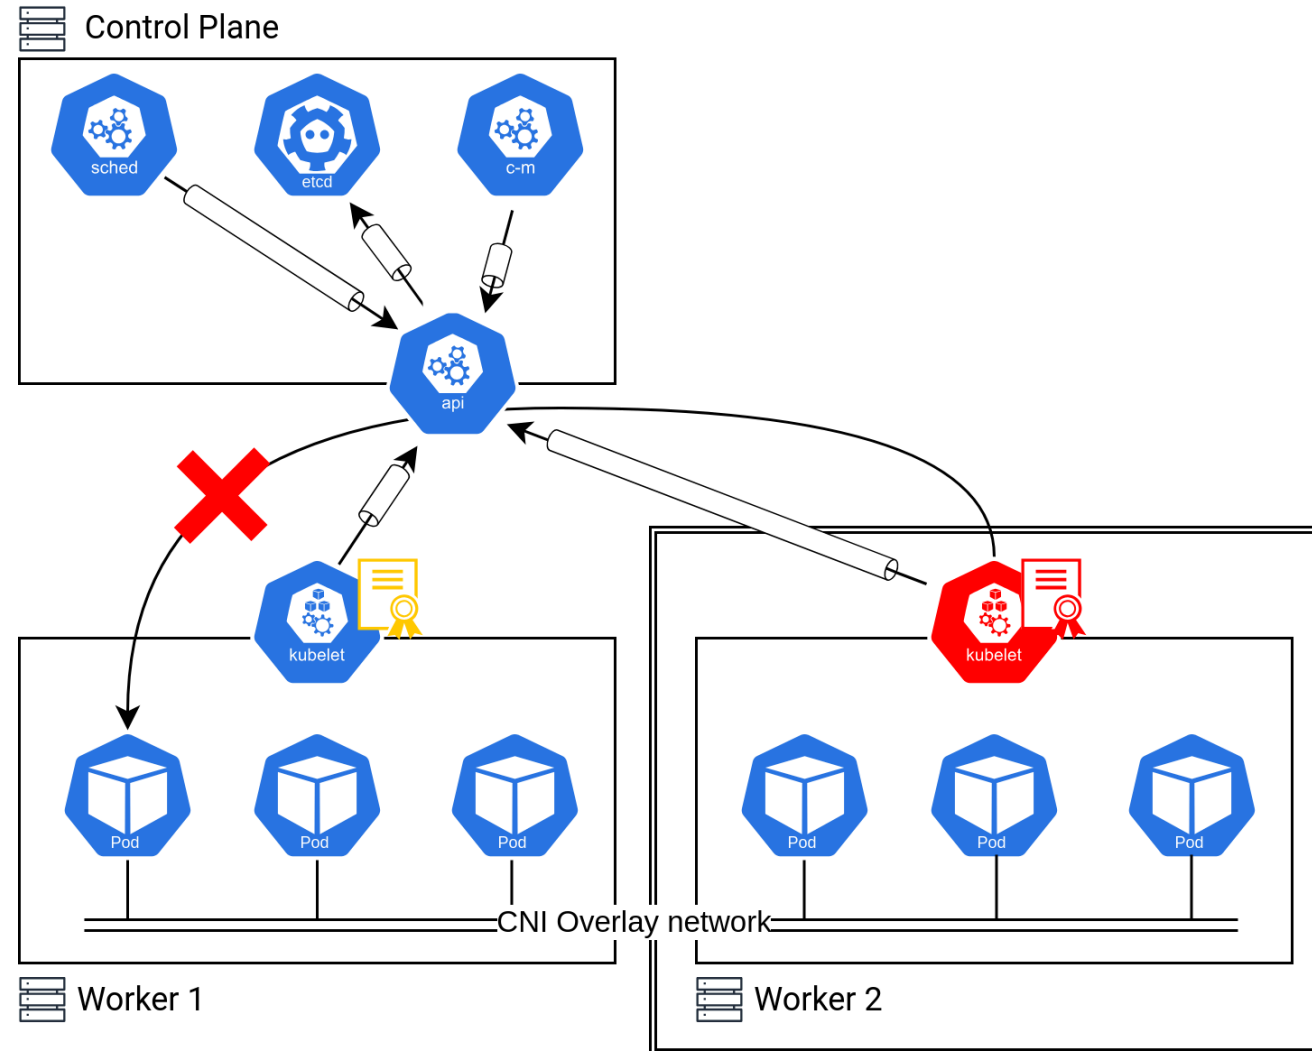 Control Plane
sched
etcd
c-m
api
kubelet
kubelet
Pod
Pod
Pod
Pod
Pod
Pod
CNI Overlay network
Worker 1
Worker 2